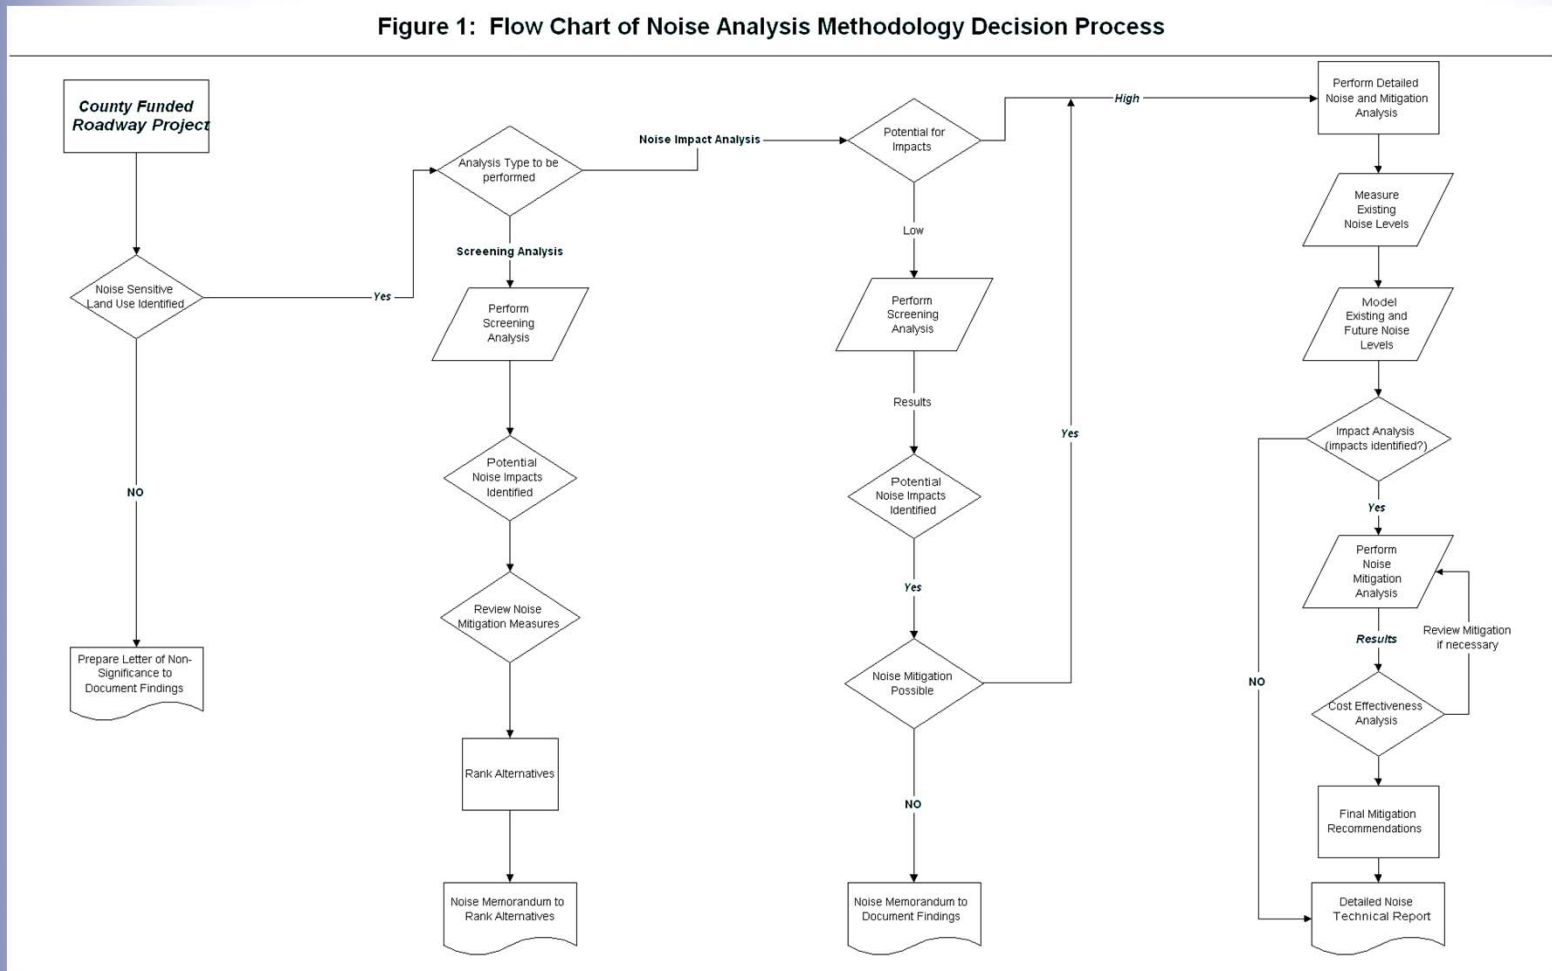 Figure 1:  Flow Chart of Noise Analysis Methodology Decision Process
County Funded
Roadway Project
Noise Sensitive
Land Use Identified
Yes
NO
Prepare Letter of Non-
Significance to
Document Findings
Analysis Type to be
performed
Noise Impact Analysis
Screening Analysis
Perform
Screening
Analysis
Potential
Noise Impacts
Identified
Review Noise
Mitigation Measures
Rank Alternatives
Noise Memorandum to
Rank Alternatives
Potential for
Impacts
High
Low
Perform
Screening
Analysis
Results
Potential
Noise Impacts
Identified
Yes
Noise Mitigation
Possible
Yes
NO
Noise Memorandum to
Document Findings
Perform Detailed
Noise and Mitigation
Analysis
Measure
Existing
Noise Levels
Model
Existing and
Future Noise
Levels
Impact Analysis
(impacts identified?)
Yes
NO
Perform
Noise
Mitigation
Analysis
Results
Review Mitigation
if necessary
Cost Effectiveness
Analysis
Final Mitigation
Recommendations
Detailed Noise
Technical Report